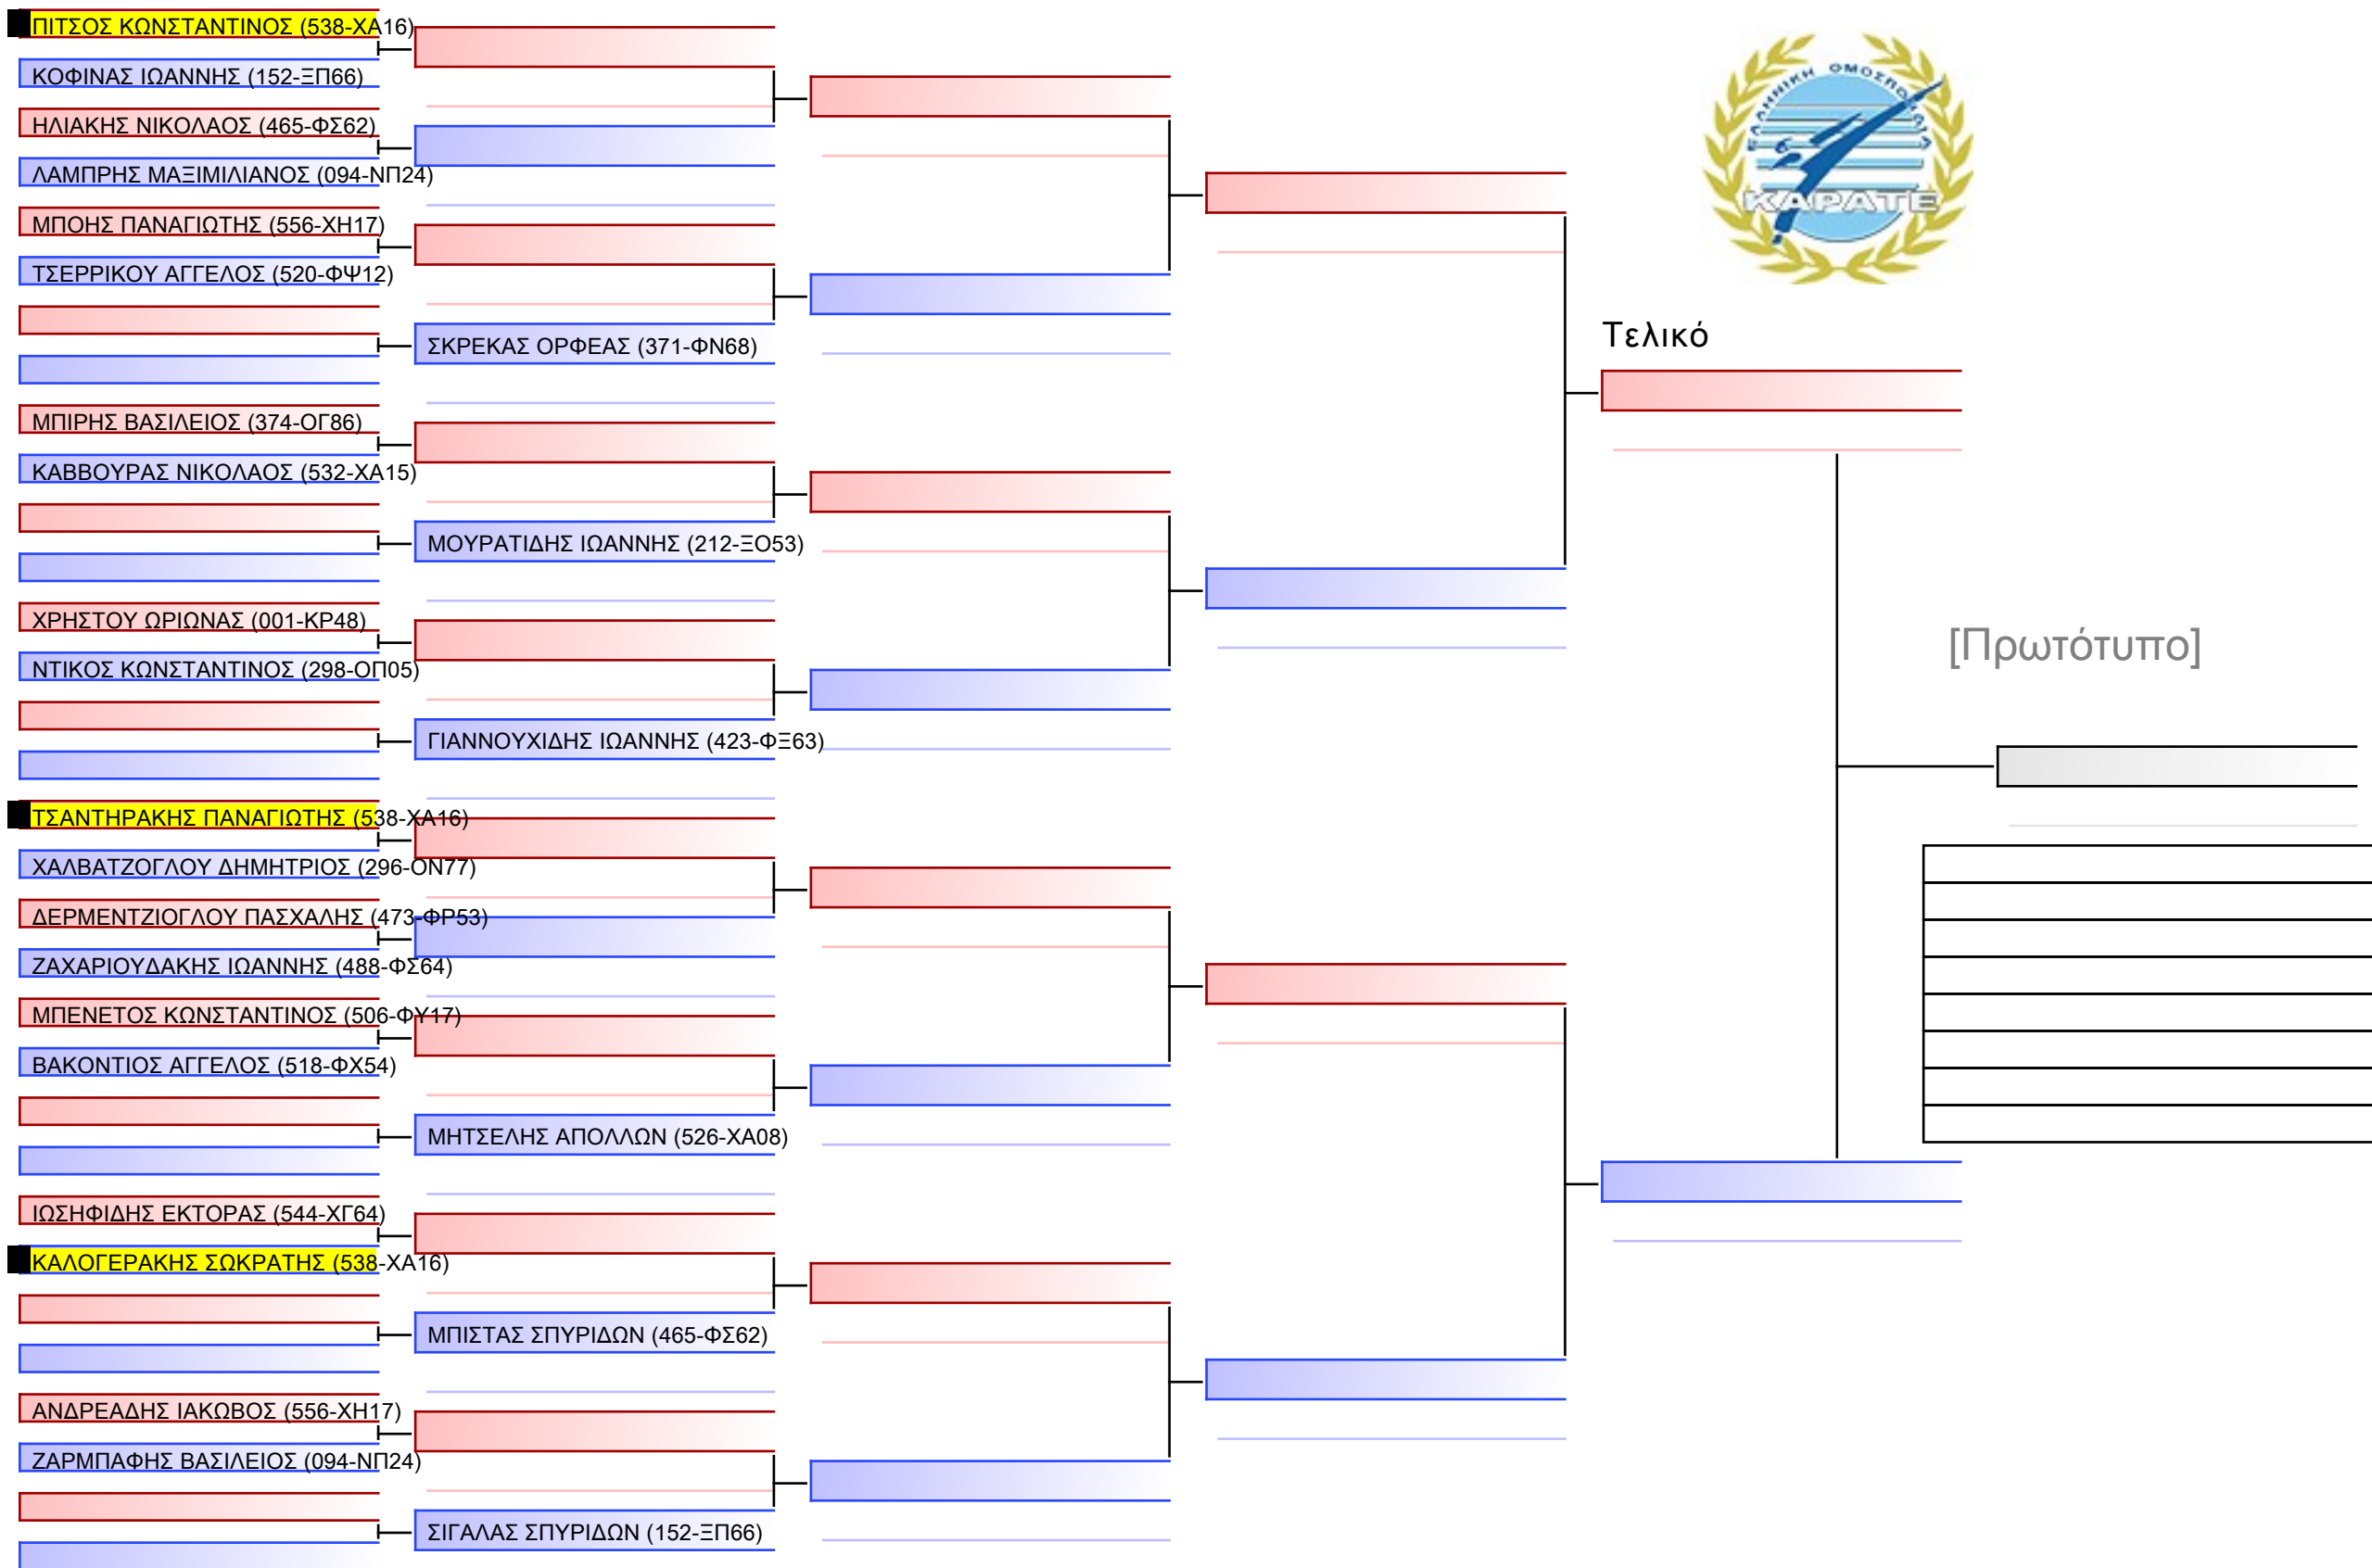 ΠΙΤΣΟΣ ΚΩΝΣΤΑΝΤΙΝΟΣ (538-ΧΑ16)
ΚΟΦΙΝΑΣ ΙΩΑΝΝΗΣ (152-ΞΠ66)
ΗΛΙΑΚΗΣ ΝΙΚΟΛΑΟΣ (465-ΦΣ62)
ΛΑΜΠΡΗΣ ΜΑΞΙΜΙΛΙΑΝΟΣ (094-ΝΠ24)
ΜΠΟΗΣ ΠΑΝΑΓΙΩΤΗΣ (556-ΧΗ17)
ΤΣΕΡΡΙΚΟΥ ΑΓΓΕΛΟΣ (520-ΦΨ12)
ΣΚΡΕΚΑΣ ΟΡΦΕΑΣ (371-ΦΝ68)
ΜΠΙΡΗΣ ΒΑΣΙΛΕΙΟΣ (374-ΟΓ86)
ΚΑΒΒΟΥΡΑΣ ΝΙΚΟΛΑΟΣ (532-ΧΑ15)
ΜΟΥΡΑΤΙΔΗΣ ΙΩΑΝΝΗΣ (212-ΞΟ53)
ΧΡΗΣΤΟΥ ΩΡΙΩΝΑΣ (001-ΚΡ48)
ΝΤΙΚΟΣ ΚΩΝΣΤΑΝΤΙΝΟΣ (298-ΟΠ05)
ΓΙΑΝΝΟΥΧΙΔΗΣ ΙΩΑΝΝΗΣ (423-ΦΞ63)
ΤΣΑΝΤΗΡΑΚΗΣ ΠΑΝΑΓΙΩΤΗΣ (538-ΧΑ16)
ΧΑΛΒΑΤΖΟΓΛΟΥ ΔΗΜΗΤΡΙΟΣ (296-ΟΝ77)
ΔΕΡΜΕΝΤΖΙΟΓΛΟΥ ΠΑΣΧΑΛΗΣ (473-ΦΡ53)
ΖΑΧΑΡΙΟΥΔΑΚΗΣ ΙΩΑΝΝΗΣ (488-ΦΣ64)
ΜΠΕΝΕΤΟΣ ΚΩΝΣΤΑΝΤΙΝΟΣ (506-ΦΥ17)
ΒΑΚΟΝΤΙΟΣ ΑΓΓΕΛΟΣ (518-ΦΧ54)
ΜΗΤΣΕΛΗΣ ΑΠΟΛΛΩΝ (526-ΧΑ08)
ΙΩΣΗΦΙΔΗΣ ΕΚΤΟΡΑΣ (544-ΧΓ64)
ΚΑΛΟΓΕΡΑΚΗΣ ΣΩΚΡΑΤΗΣ (538-ΧΑ16)
ΜΠΙΣΤΑΣ ΣΠΥΡΙΔΩΝ (465-ΦΣ62)
ΑΝΔΡΕΑΔΗΣ ΙΑΚΩΒΟΣ (556-ΧΗ17)
ΖΑΡΜΠΑΦΗΣ ΒΑΣΙΛΕΙΟΣ (094-ΝΠ24)
ΣΙΓΑΛΑΣ ΣΠΥΡΙΔΩΝ (152-ΞΠ66)
ΕΛΛΗΝΙΚΗ ΟΜΟΣΠΟΝΔΙΑ
ΚΑΡΑΤΕ
Τελικό
[Πρωτότυπο]